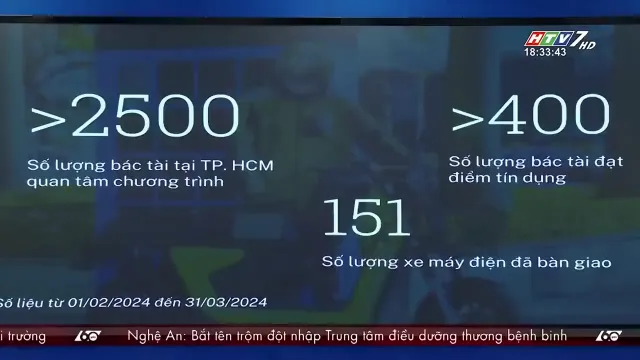 HTV7 HD
18:33:43
>2500
Số lượng bác tài tại TP. HCM
quan tâm chương trình
>400
Số lượng bác tài đạt
điểm tín dụng
151
Số lượng xe máy điện đã bàn giao
Số liệu từ 01/02/2024 đến 31/03/2024
i trường 60 Nghệ An: Bắt tên trộm đột nhập Trung tâm điều dưỡng thương bệnh binh 60